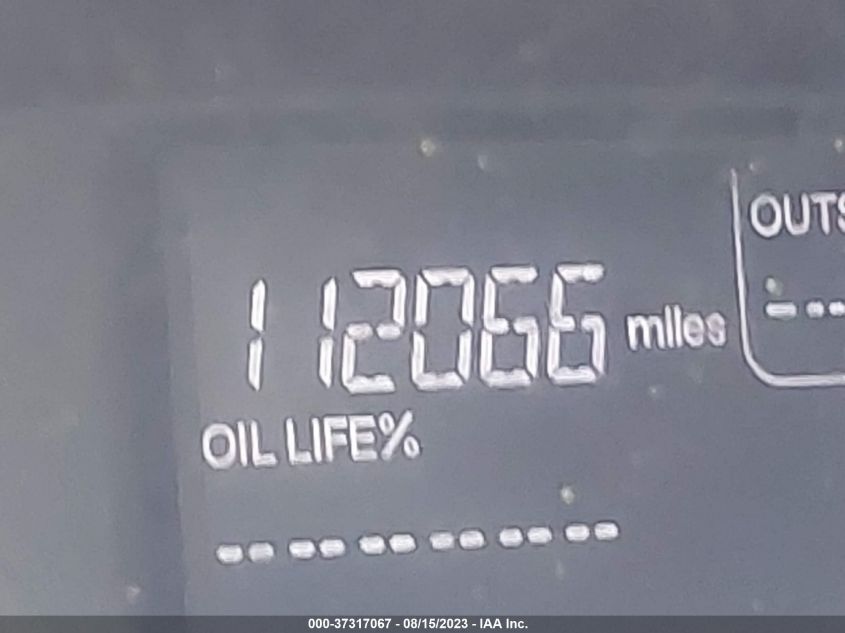 112066 miles
OUTS
OIL LIFE%
-- -- -- -- -- --
000-37317067 - 08/15/2023 - IAA Inc.